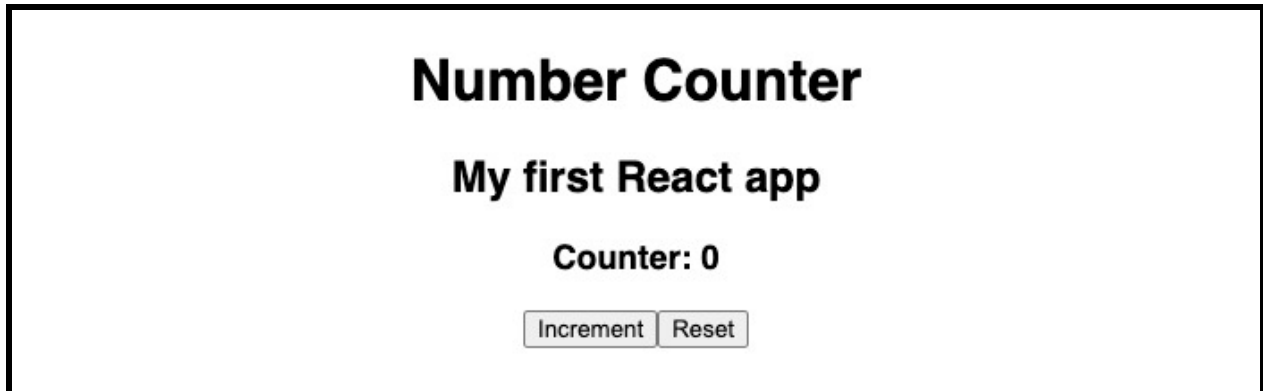 Number Counter
My first React app
Counter: 0
Increment Reset